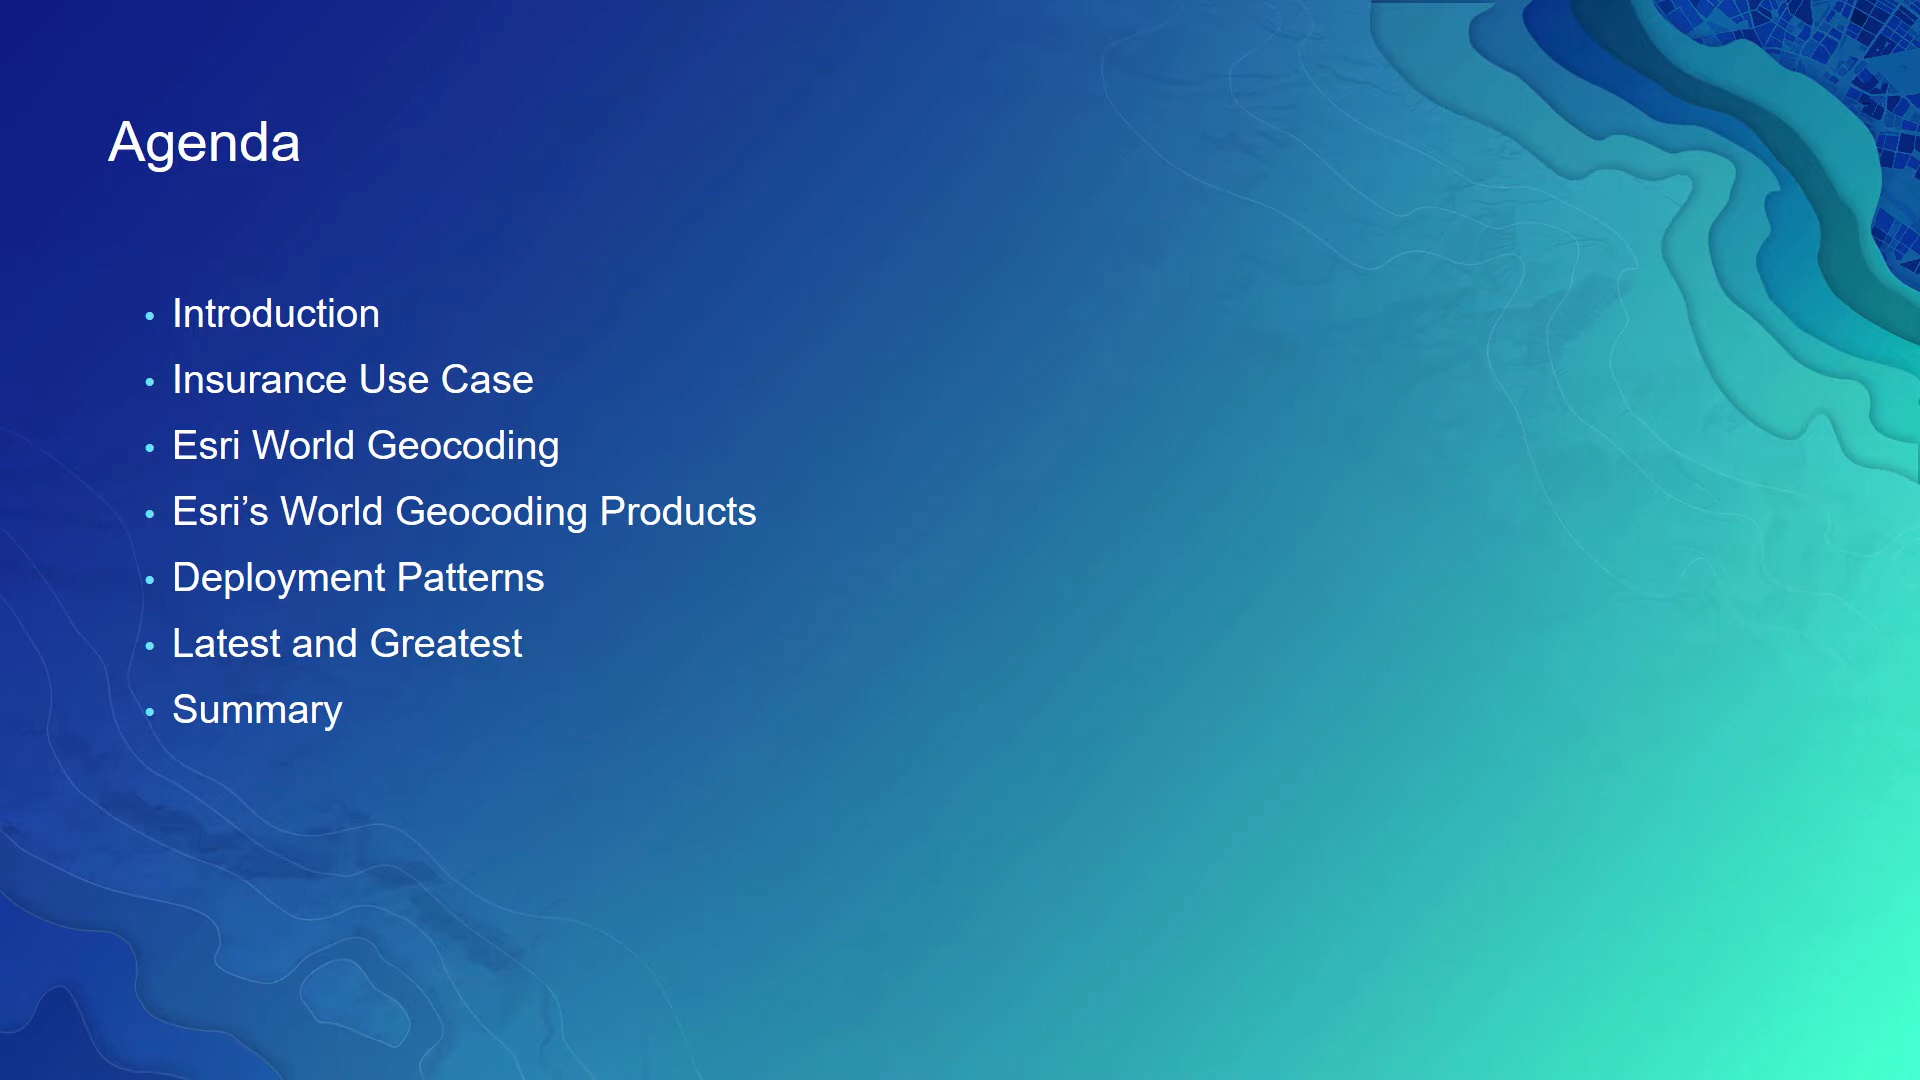 Agenda
• Introduction
• Insurance Use Case
• Esri World Geocoding
• Esri’s World Geocoding Products
• Deployment Patterns
• Latest and Greatest
• Summary